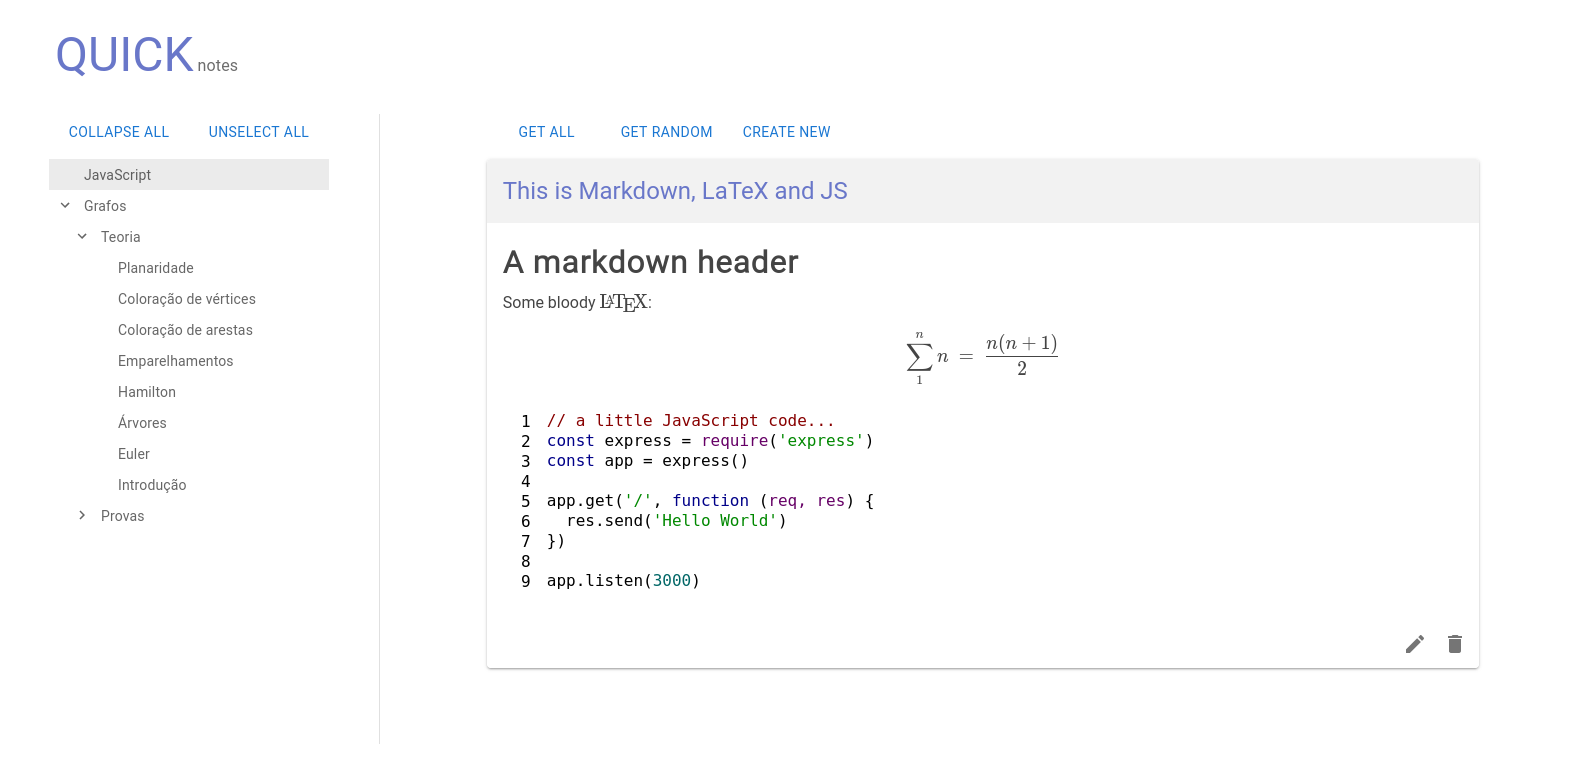 QUICK notes
COLLAPSE ALL UNSELECT ALL
JavaScript
Grafos
Teoria
Planaridade
Coloração de vértices
Coloração de arestas
Emparelhamentos
Hamilton
Árvores
Euler
Introdução
Provas
GET ALL GET RANDOM CREATE NEW
This is Markdown, LaTeX and JS
A markdown header
Some bloody LATEX:
n
∑ n = n(n + 1)
1 2
1 // a little JavaScript code...
2 const express = require('express')
3 const app = express()
4
5 app.get('/', function (req, res) {
6   res.send('Hello World')
7 })
8
9 app.listen(3000)